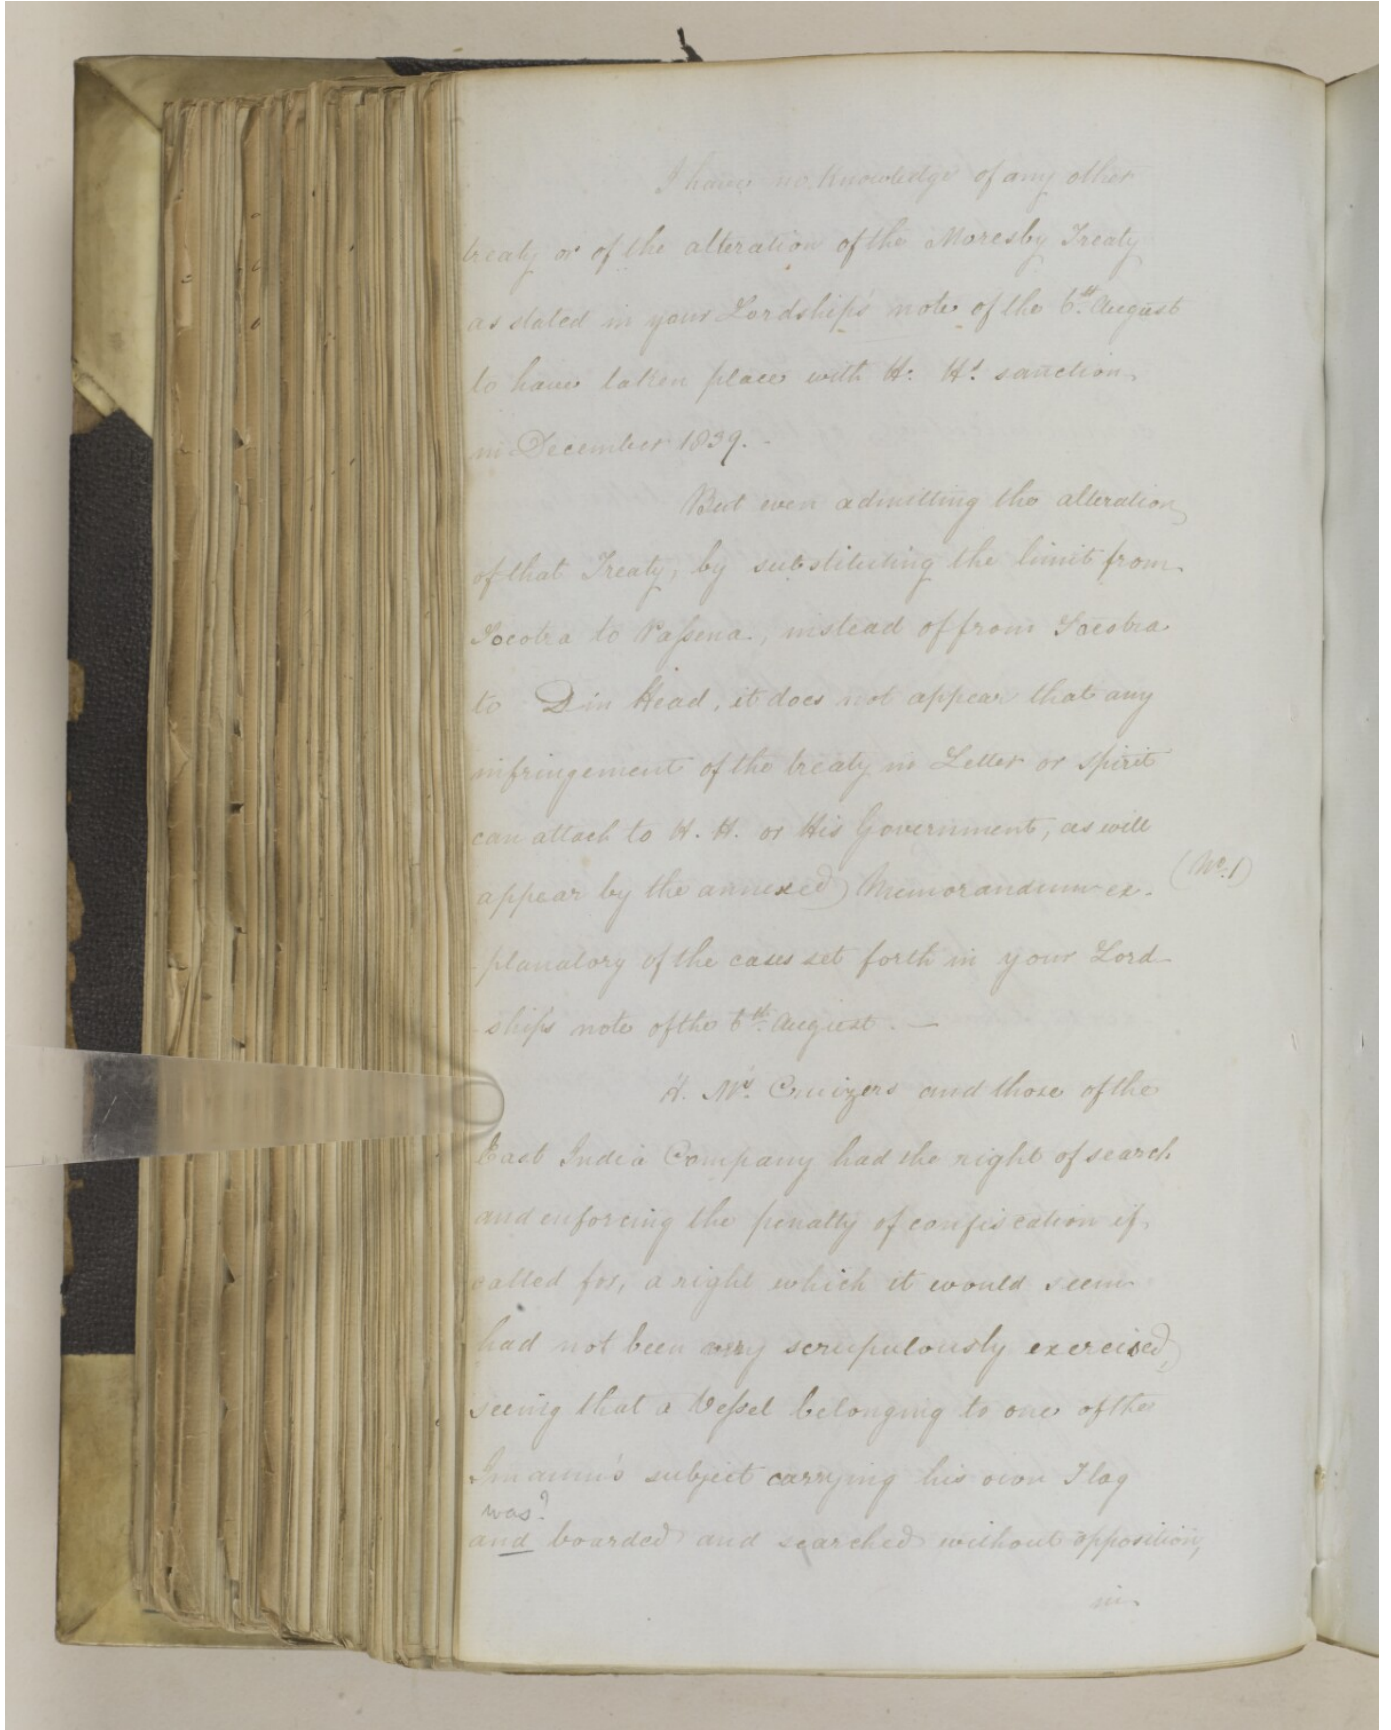 I have no knowledge of any other
treaty or of the alteration of the Moresby Treaty
as stated in your Lordship's note of the 6th. August
to have taken place with H: H's. sanction
in December 1839. -
But even admitting the alteration
of that Treaty, by substituting the limit from
Socotra to Passena, instead of from Socotra
to Diu Head, it does not appear that any
infringement of the treaty in Letter or spirit
can attach to H. H. or His Government, as will
appear by the annexed Memorandum ex-
(No. 1)
-planatory of the cases set forth in your Lord-
-ships note of the 6th. August. —
H. M's. Cruizers and those of the
East India Company had the right of search
and enforcing the penalty of confiscation if
called for, a right which it would seem
had not been very scrupulously exercised,
seeing that a Vessel belonging to one of the
Imaum's subject carrying his own Flag
was?
and boarded and searched without opposition,
in